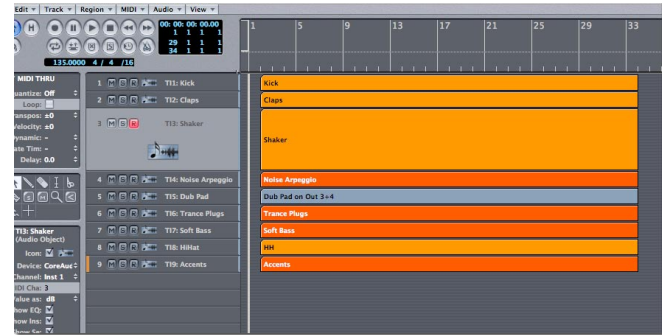 Edit Track Region MIDI Audio View
00: 00: 00: 00.00
1 1 1
29 1 1 1
34 1 1 1
135.0000 4 / 4 /16
1 5 9 13 17 21 25 29 33
MIDI THRU
uantize: Off
Loop:
ranspos: ±0
Velocity: ±0
ynamic: –
ate Tim: –
Delay: 0.0
TI3: Shaker
(Audio Object)
Icon:
Device: CoreAu
Channel: Inst 1
IDI Cha: 3
Value as: dB
how EQ:
how Ins:
how Se:
1 M S R TI1: Kick
2 M S R TI2: Claps
3 M S R TI3: Shaker
4 M S R TI4: Noise Arpeggio
5 M S R TI5: Dub Pad
6 M S R TI6: Trance Plugs
7 M S R TI7: Soft Bass
8 M S R TI8: HiHat
9 M S R TI9: Accents
Kick
Claps
Shaker
Noise Arpeggio
Dub Pad on Out 3+4
Trance Plugs
Soft Bass
HH
Accents